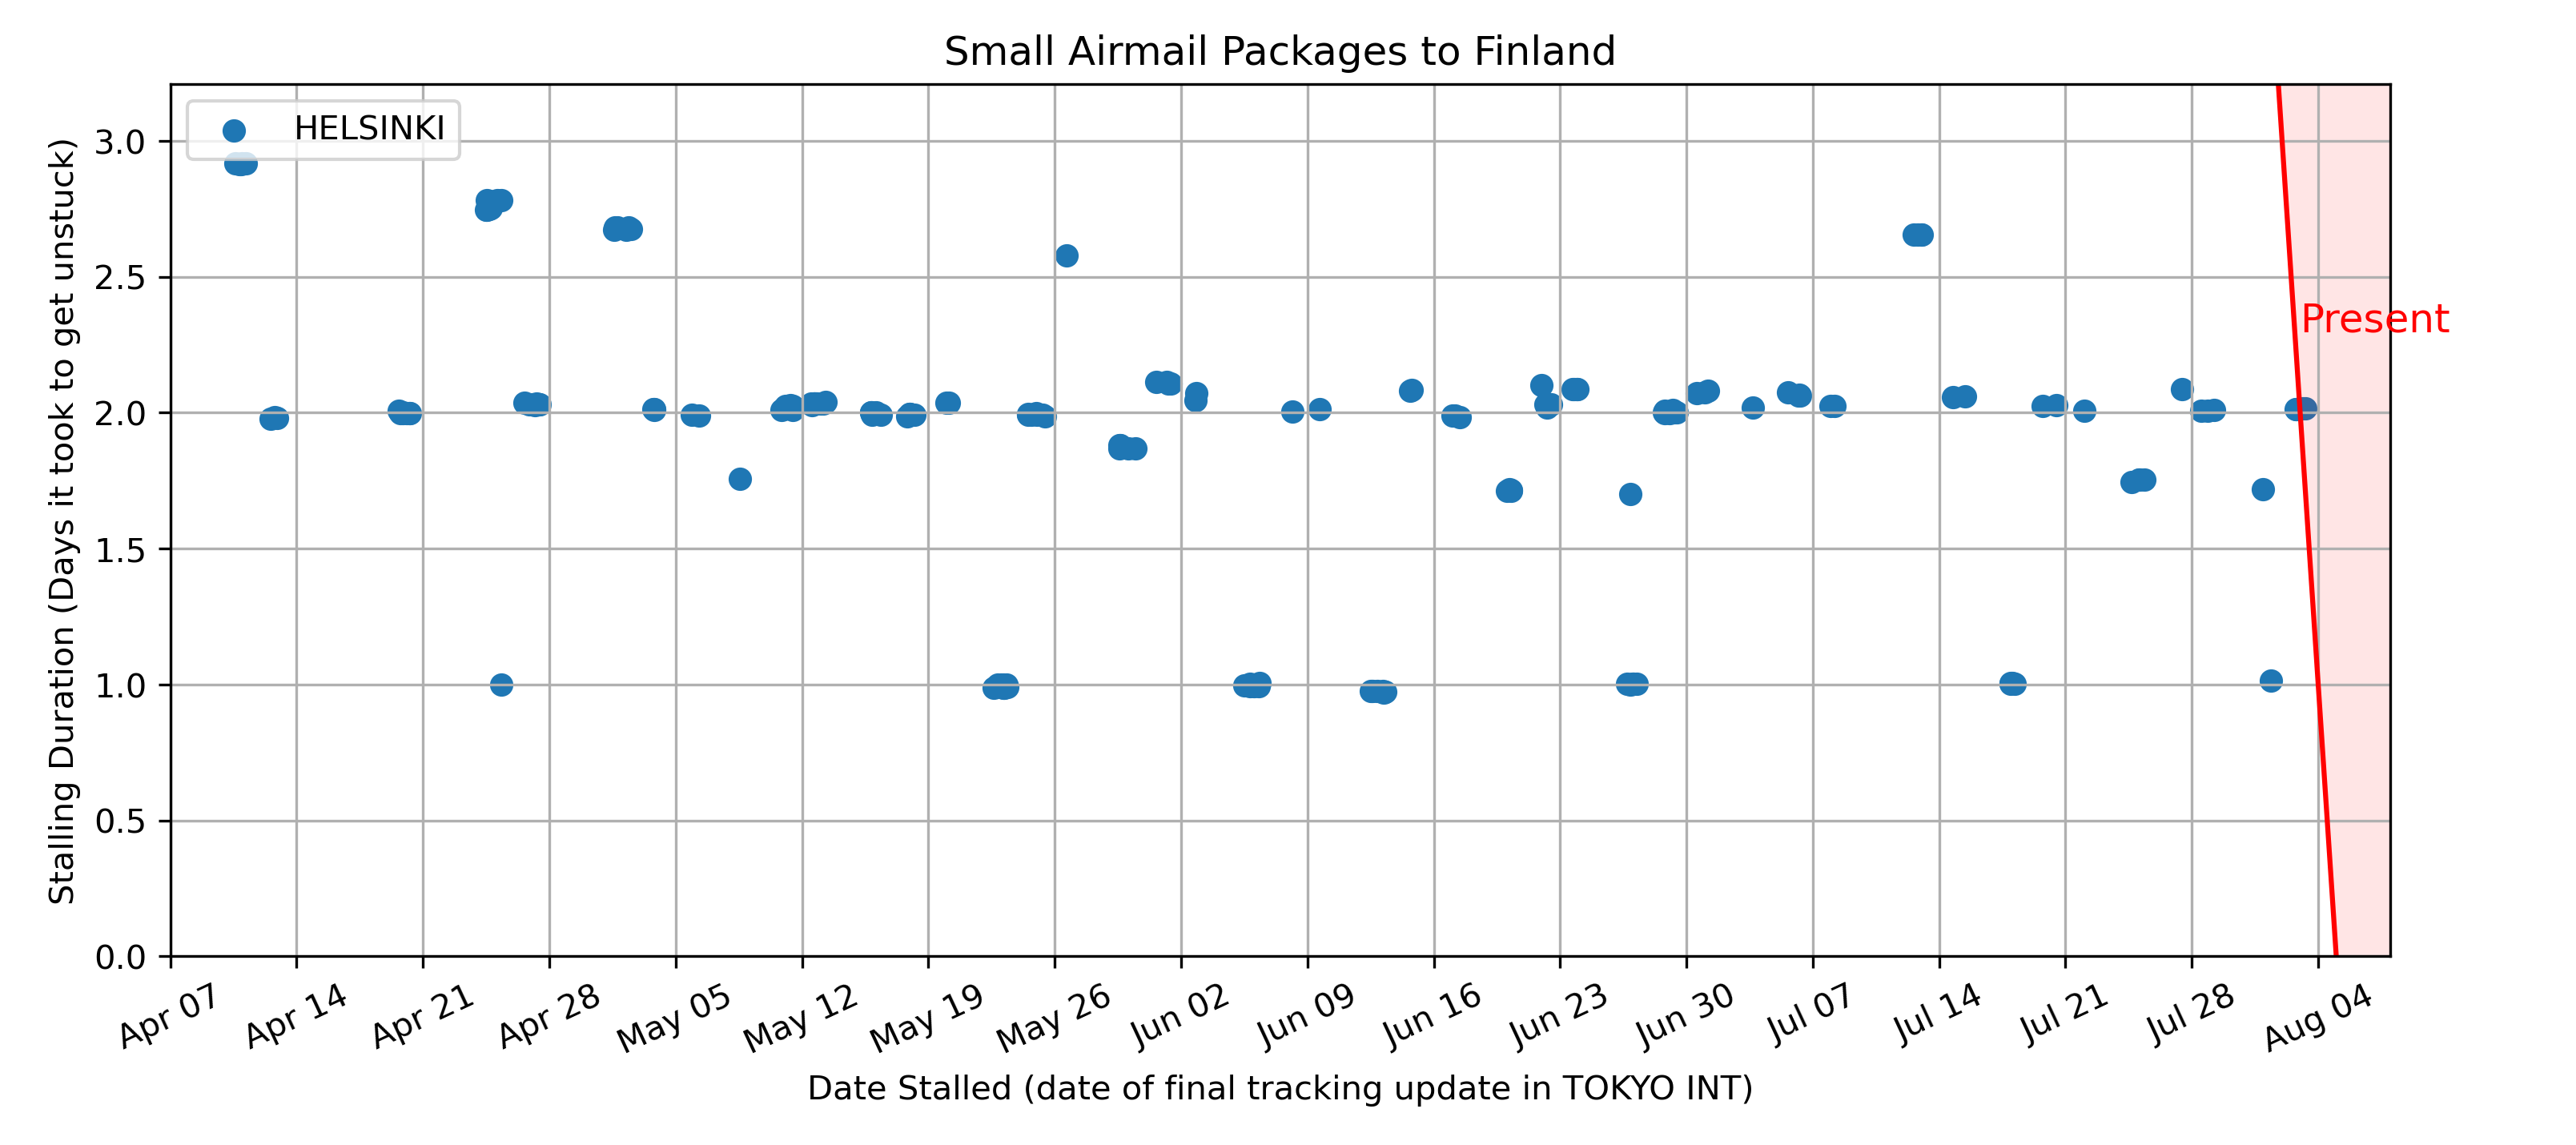 Small Airmail Packages to Finland
HELSINKI
Stalling Duration (Days it took to get unstuck)
3.0
2.5
2.0
1.5
1.0
0.5
0.0
Present
Apr 07
Apr 14
Apr 21
Apr 28
May 05
May 12
May 19
May 26
Jun 02
Jun 09
Jun 16
Jun 23
Jun 30
Jul 07
Jul 14
Jul 21
Jul 28
Aug 04
Date Stalled (date of final tracking update in TOKYO INT)